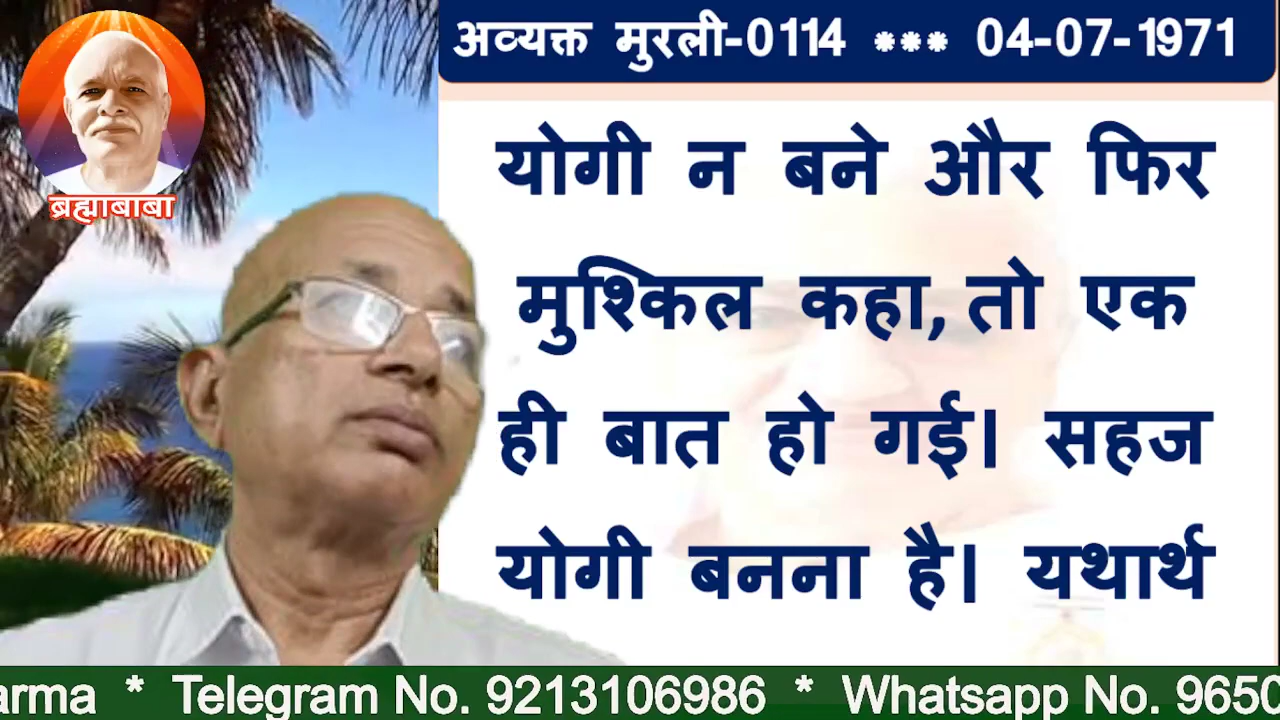 अव्यक्त मुरली-0114 *** 04-07-1971
ब्रह्माबाबा
योगी न बने और फिर
मुश्किल कहा, तो एक
ही बात हो गई। सहज
योगी बनना है। यथार्थ
arma * Telegram No. 9213106986 * Whatsapp No. 9650